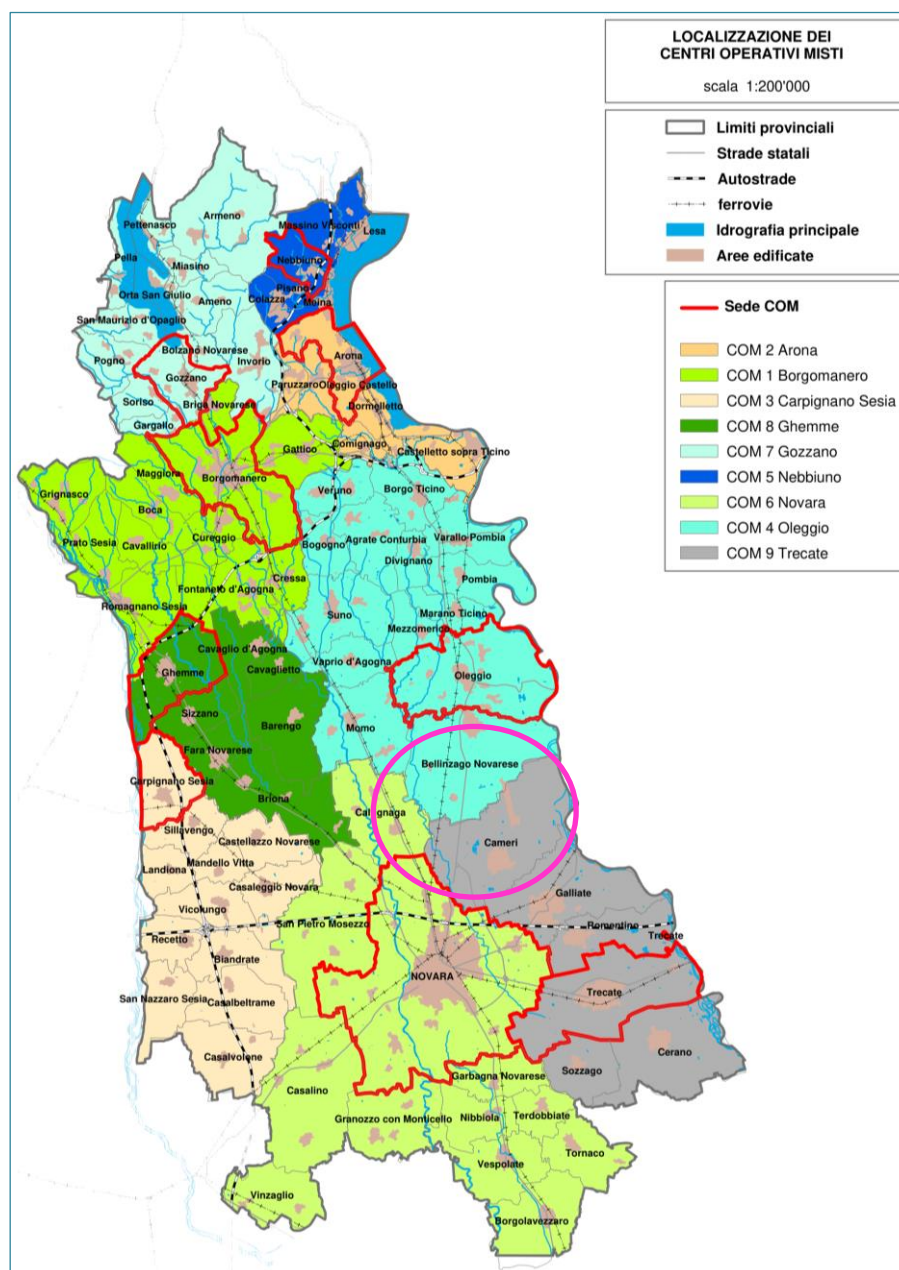 LOCALIZZAZIONE DEI
CENTRI OPERATIVI MISTI
scala 1:200'000
Limiti provinciali
Strade statali
Autostrade
ferrovie
Idrografia principale
Aree edificate
Sede COM
COM 2 Arona
COM 1 Borgomanero
COM 3 Carpignano Sesia
COM 8 Ghemme
COM 7 Gozzano
COM 5 Nebbiuno
COM 6 Novara
COM 4 Oleggio
COM 9 Trecate
Armeno
Pettenasco
Massino Visconti
Lesa
Pella
Miasino
Nebbiuno
Orta San Giulio
Ameno
Pisano
Colazza
Meina
San Maurizio d'Opaglio
Bolzano Novarese
Invorio
Arona
Pogno
Gozzano
Paruzzaro
Oleggio Castello
Soriso
Briga Novarese
Dormelletto
Gargallo
Gattico
Comignago
Castelletto sopra Ticino
Maggiora
Borgomanero
Grignasco
Veruno
Borgo Ticino
Boca
Prato Sesia
Cavallirio
Cureggio
Bogogno
Agrate Conturbia
Varallo Pombia
Divignano
Cressa
Pombia
Fontaneto d'Agogna
Romagnano Sesia
Suno
Marano Ticino
Mezzomerico
Cavaglio d'Agogna
Ghemme
Cavaglietto
Vaprio d'Agogna
Oleggio
Sizzano
Barengo
Momo
Fara Novarese
Bellinzago Novarese
Carpignano Sesia
Briona
Sillavengo
Castellazzo Novarese
Cameri
Landiona
Mandello Vitta
Casaleggio Novara
Galliate
Vicolungo
San Pietro Mosezzo
Romentino
Trecate
Recetto
Biandrate
NOVARA
Trecate
San Nazzaro Sesia
Casalbeltrame
Casalvolone
Cerano
Sozzago
Garbagna Novarese
Casalino
Granozzo con Monticello
Nibbiola
Terdobbiate
Tornaco
Vespolate
Vinzaglio
Borgolavezzaro